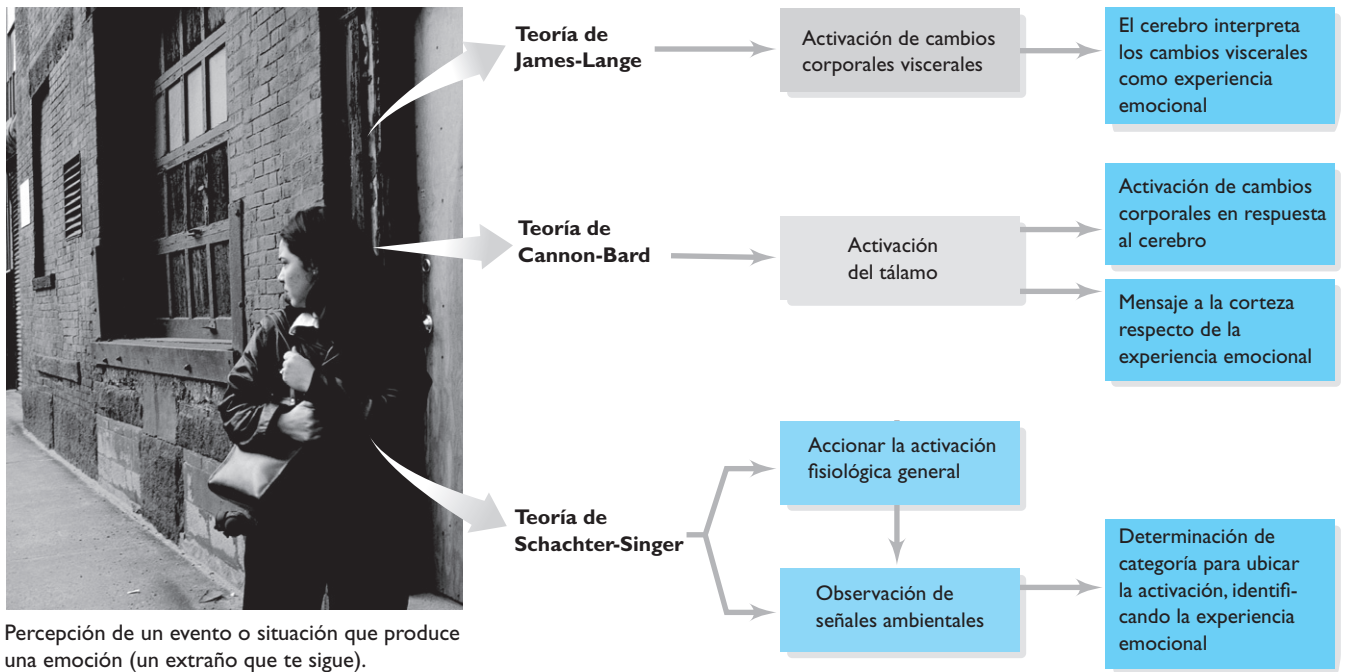 Teoría de
James-Lange
Activación de cambios
corporales viscerales
El cerebro interpreta
los cambios viscerales
como experiencia
emocional
Teoría de
Cannon-Bard
Activación
del tálamo
Activación de cambios
corporales en respuesta
al cerebro
Mensaje a la corteza
respecto de la
experiencia emocional
Teoría de
Schachter-Singer
Accionar la activación
fisiológica general
Observación de
señales ambientales
Determinación de
categoría para ubicar
la activación, identifi-
cando la experiencia
emocional
Percepción de un evento o situación que produce
una emoción (un extraño que te sigue).